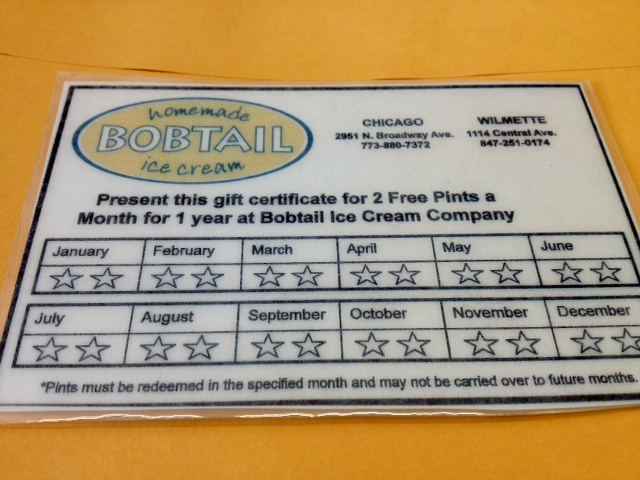 homemade
BOBTAIL
ice cream
CHICAGO
2951 N. Broadway Ave.
773-880-7372
WILMETTE
1114 Central Ave.
847-251-0174
Present this gift certificate for 2 Free Pints a
Month for 1 year at Bobtail Ice Cream Company
January February March April May June
July August September October November December
*Pints must be redeemed in the specified month and may not be carried over to future months.